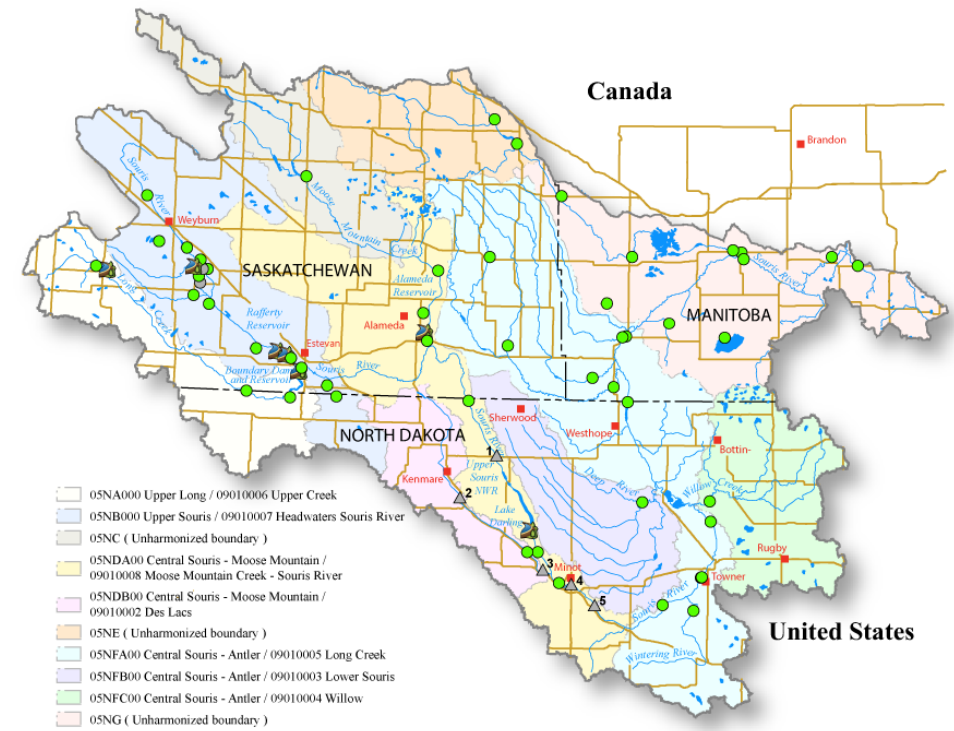 Canada
Brandon
Souris
River
Weyburn
Moose
Mountain
Creek
SASKATCHEWAN
Souris
River
Long
Creek
Alameda
Reservoir
Rafferty
Reservoir
Alameda
MANITOBA
Estevan
Boundary Dam
and Reservoir
Souris
River
Sherwood
NORTH DAKOTA
Westhope
Bottin-
1
Souris River
Upper
Souris
NWR
Kenmare
2
Deep
River
Willow Creek
Lake
Darling
3
Minot
4
5
Rugby
Towner
Souris
River
Wintering River
United States
05NA000 Upper Long / 09010006 Upper Creek
05NB000 Upper Souris / 09010007 Headwaters Souris River
05NC ( Unharmonized boundary )
05NDA00 Central Souris - Moose Mountain /
09010008 Moose Mountain Creek - Souris River
05NDB00 Central Souris - Moose Mountain /
09010002 Des Lacs
05NE ( Unharmonized boundary )
05NFA00 Central Souris - Antler / 09010005 Long Creek
05NFB00 Central Souris - Antler / 09010003 Lower Souris
05NFC00 Central Souris - Antler / 09010004 Willow
05NG ( Unharmonized boundary )